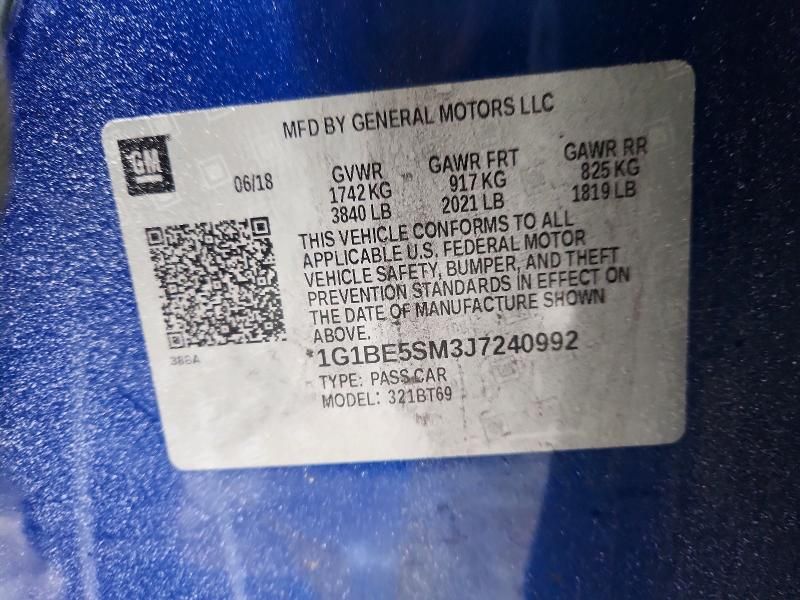 MFD BY GENERAL MOTORS LLC
GM
06/18
GVWR GAWR FRT GAWR RR
1742 KG 917 KG 825 KG
3840 LB 2021 LB 1819 LB
THIS VEHICLE CONFORMS TO ALL
APPLICABLE U.S. FEDERAL MOTOR
VEHICLE SAFETY, BUMPER, AND THEFT
PREVENTION STANDARDS IN EFFECT ON
THE DATE OF MANUFACTURE SHOWN
ABOVE.
*1G1BE5SM3J7240992
TYPE: PASS CAR
MODEL: 321BT69